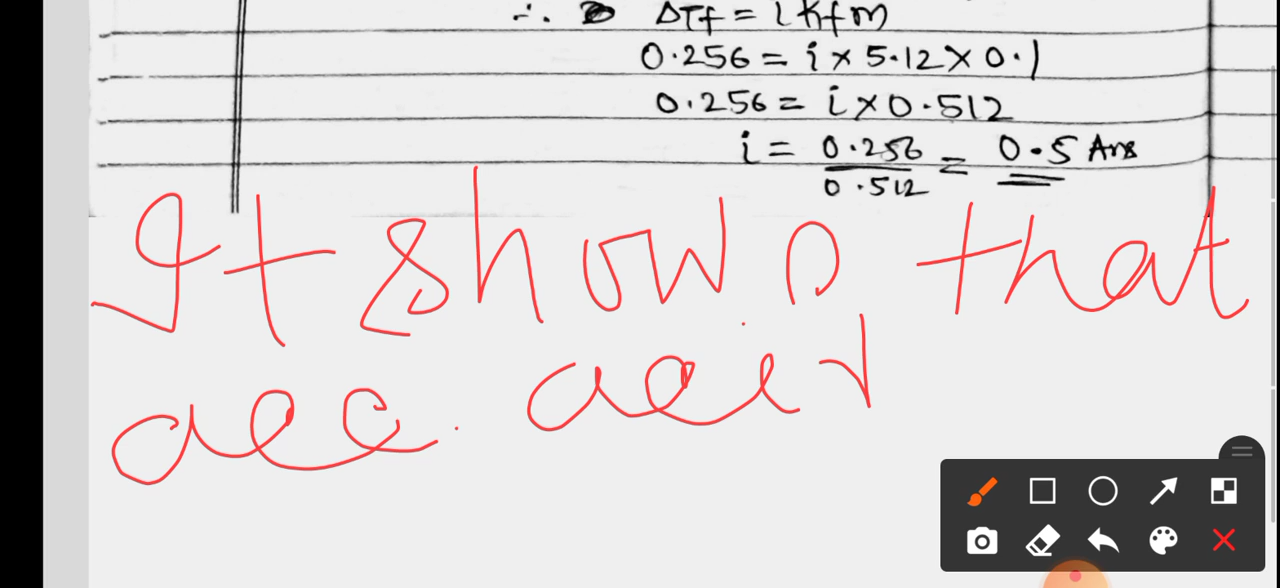 ∴ ΔTf = i Kf m
0.256 = i × 5.12 × 0.1
0.256 = i × 0.512
i = 0.256 / 0.512 = 0.5 Ans
It shows that
acc. acid